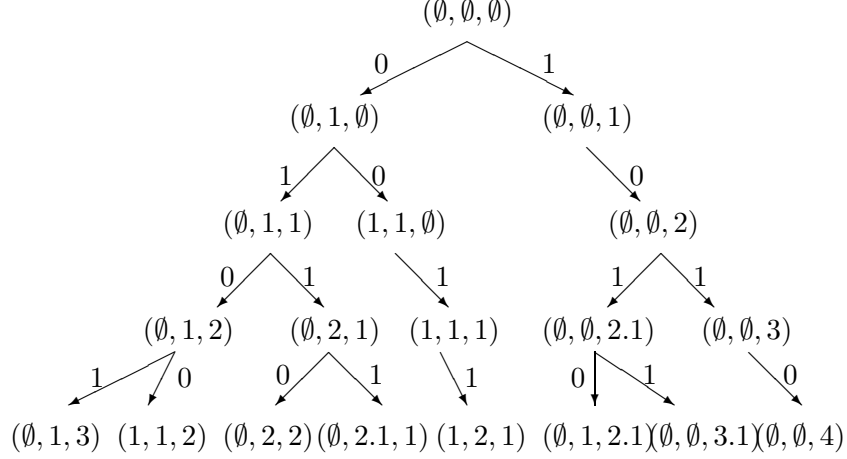 (∅, ∅, ∅)
0 1
(∅, 1, ∅) (∅, ∅, 1)
1 0 0
(∅, 1, 1) (1, 1, ∅) (∅, ∅, 2)
0 1 1 1 1
(∅, 1, 2) (∅, 2, 1) (1, 1, 1) (∅, ∅, 2.1) (∅, ∅, 3)
1 0 0 1 1 0 1 0
(∅, 1, 3) (1, 1, 2) (∅, 2, 2) (∅, 2.1, 1) (1, 2, 1) (∅, 1, 2.1) (∅, ∅, 3.1) (∅, ∅, 4)